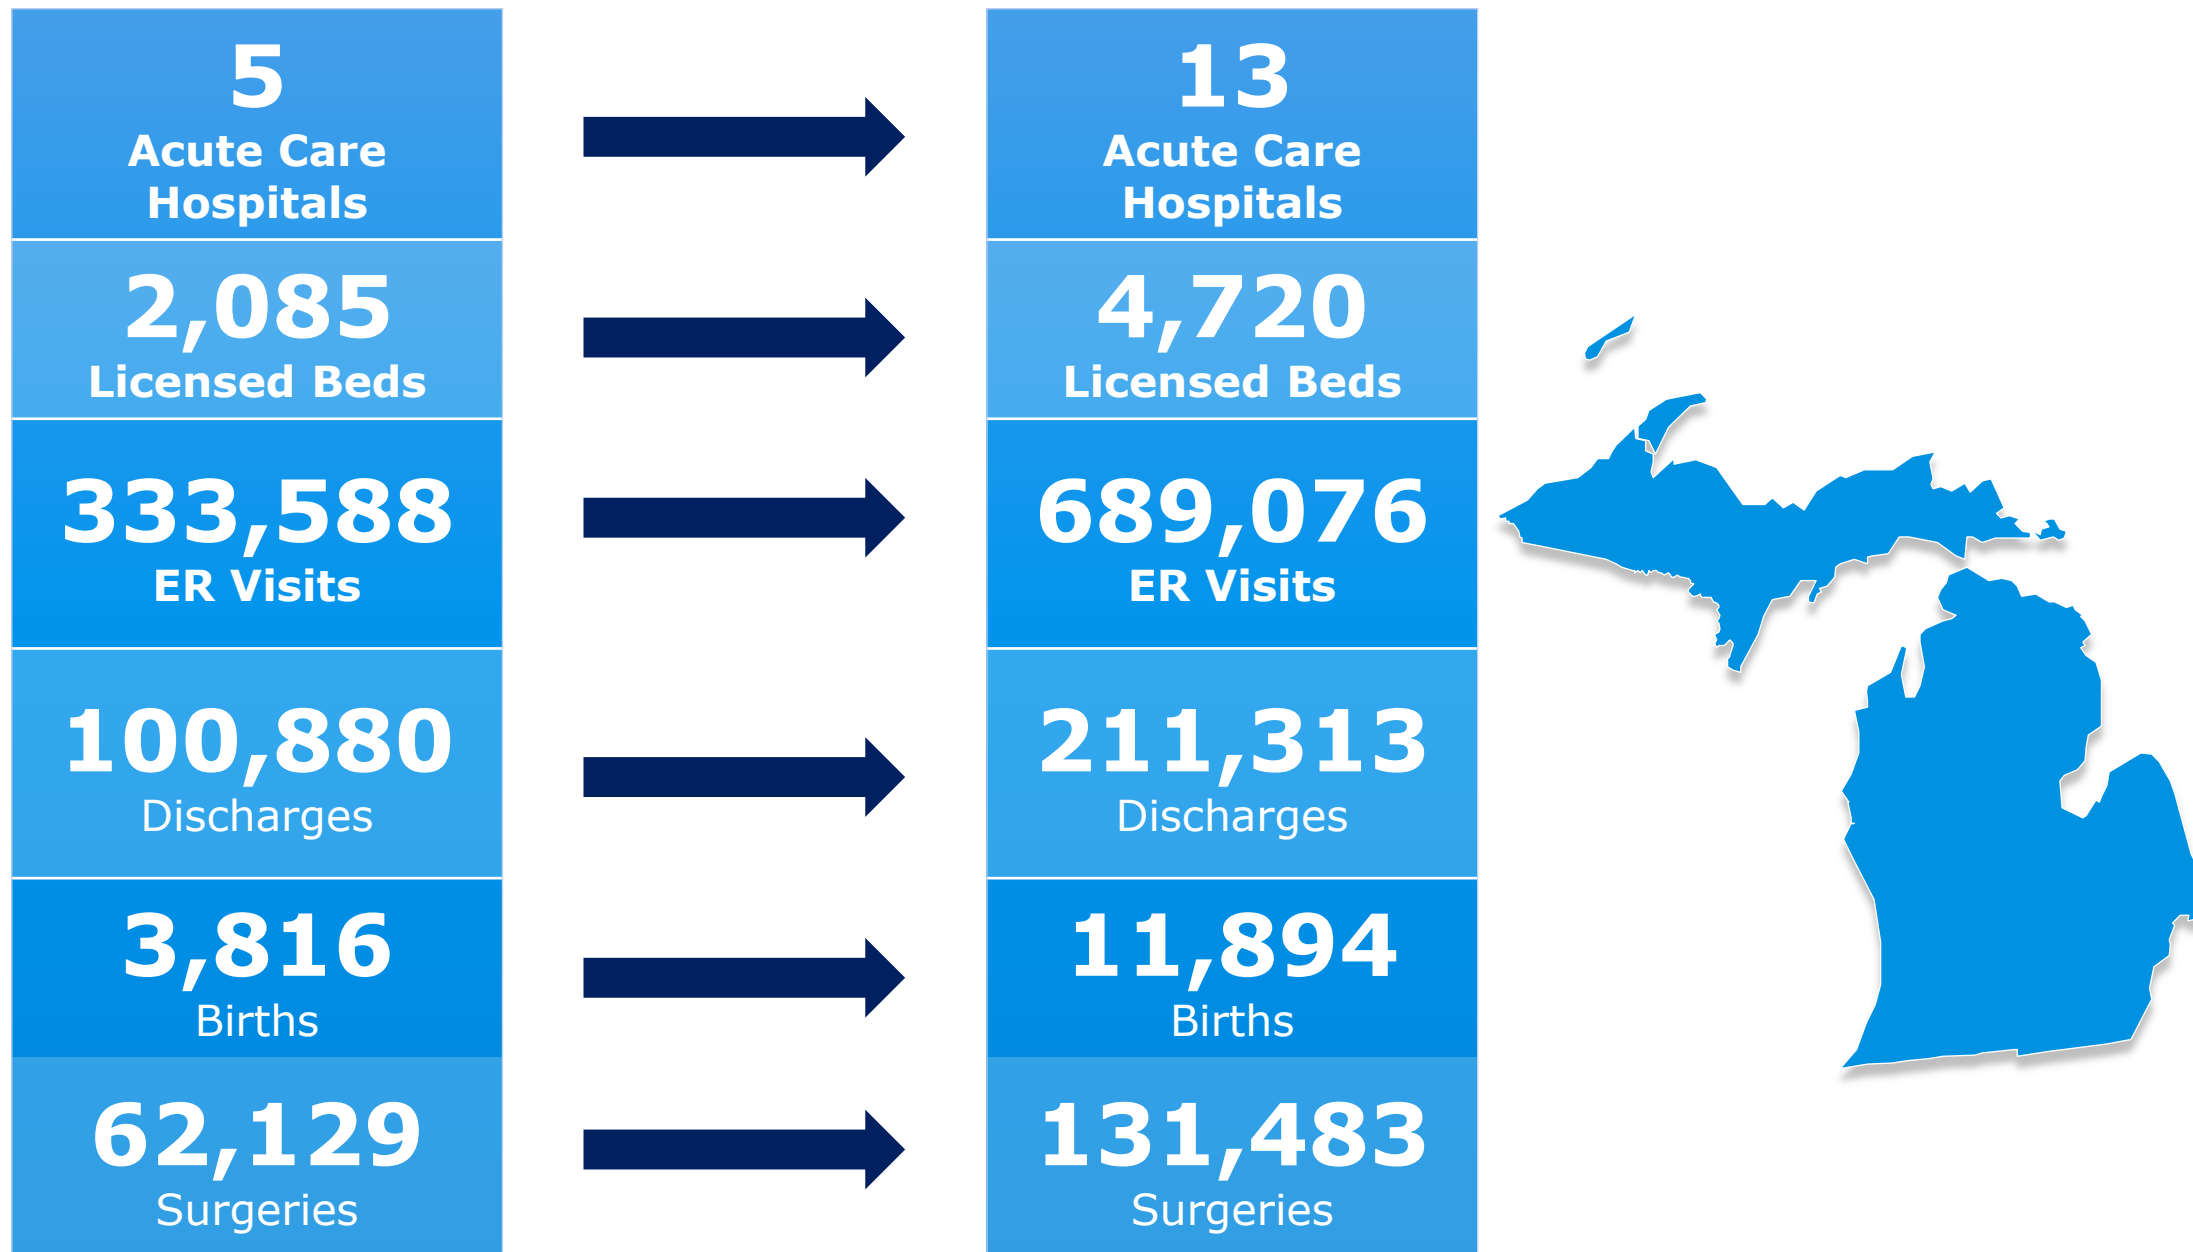 5
Acute Care
Hospitals
2,085
Licensed Beds
333,588
ER Visits
100,880
Discharges
3,816
Births
62,129
Surgeries
13
Acute Care
Hospitals
4,720
Licensed Beds
689,076
ER Visits
211,313
Discharges
11,894
Births
131,483
Surgeries